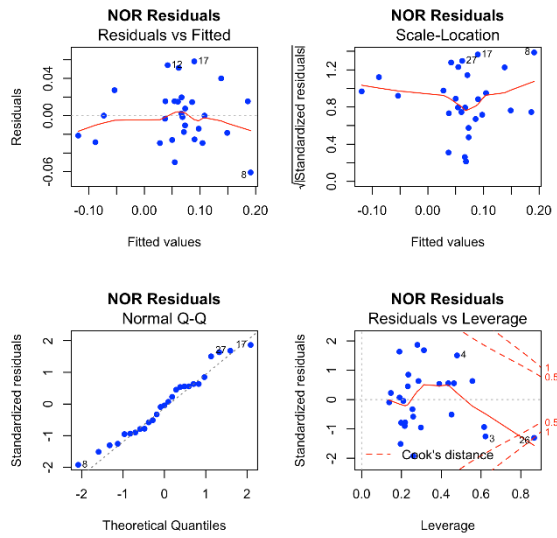 NOR Residuals
Residuals vs Fitted
Residuals
0.04
-0.06
12
17
8
-0.10
0.00
0.10
0.20
Fitted values
NOR Residuals
Scale-Location
√|Standardized residuals|
1.2
0.8
0.4
0.0
27
17
8
-0.10
0.00
0.10
0.20
Fitted values
NOR Residuals
Normal Q-Q
Standardized residuals
2
1
0
-1
-2
27
17
8
-2
-1
0
1
2
Theoretical Quantiles
NOR Residuals
Residuals vs Leverage
Standardized residuals
2
1
0
-1
-2
4
3
26
1
0.5
0.5
1
Cook's distance
0.0
0.2
0.4
0.6
0.8
Leverage